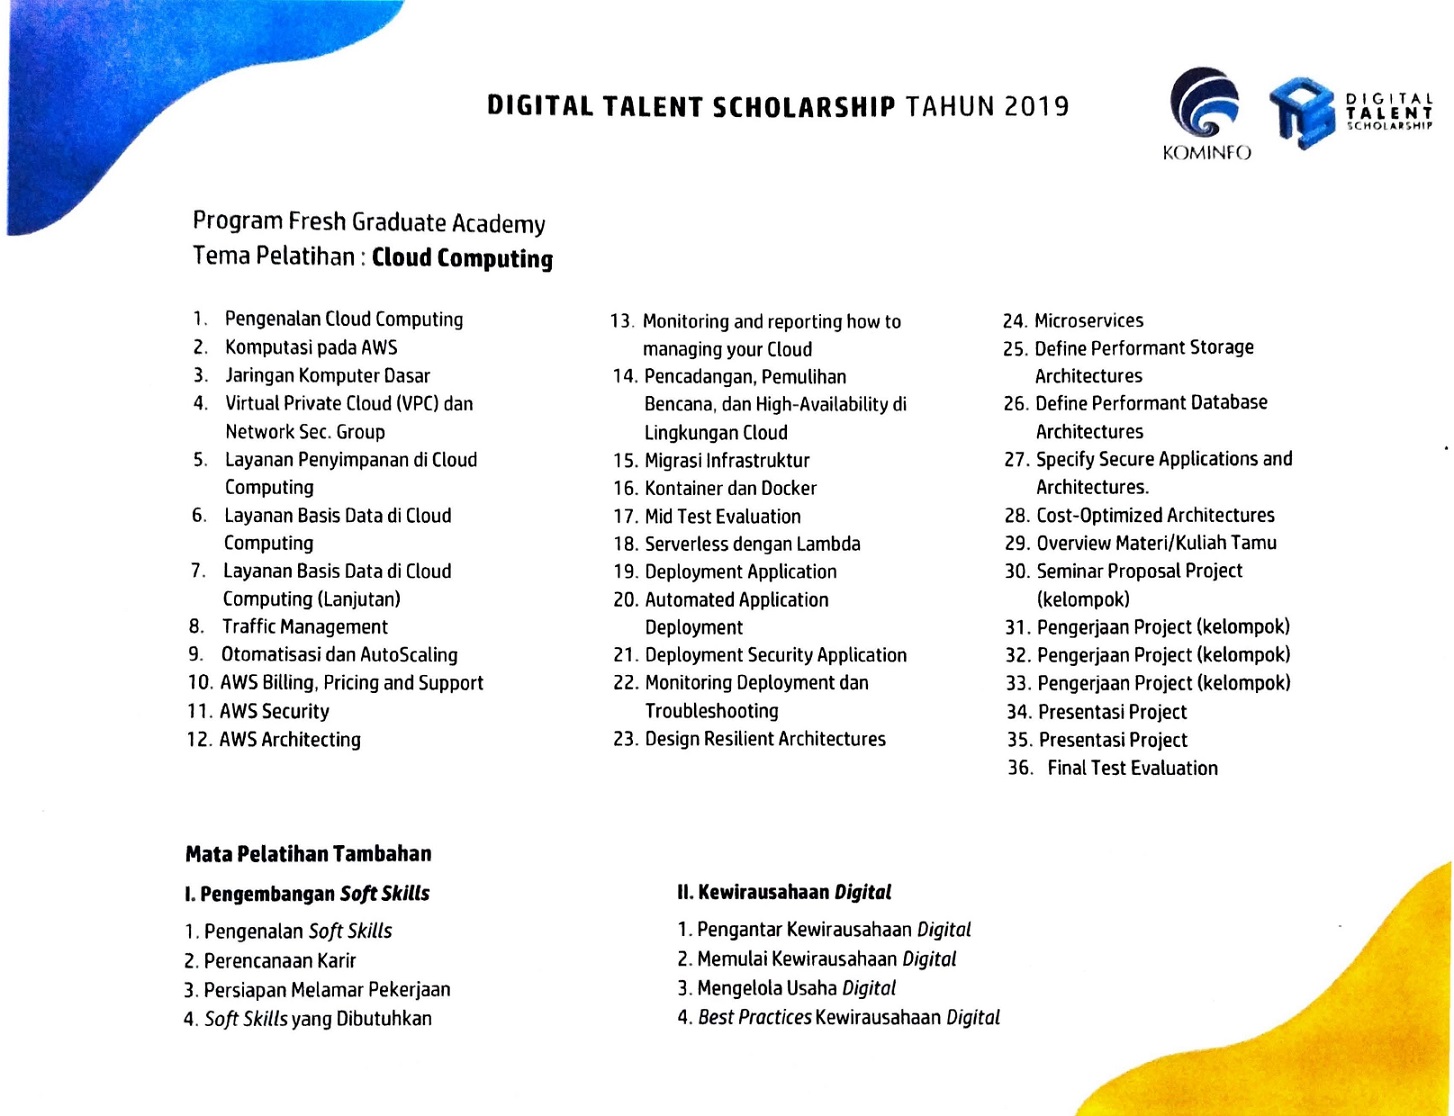 DIGITAL TALENT SCHOLARSHIP TAHUN 2019
KOMINFO
DIGITAL
TALENT
SCHOLARSHIP
Program Fresh Graduate Academy
Tema Pelatihan : Cloud Computing
1. Pengenalan Cloud Computing
2. Komputasi pada AWS
3. Jaringan Komputer Dasar
4. Virtual Private Cloud (VPC) dan
Network Sec. Group
5. Layanan Penyimpanan di Cloud
Computing
6. Layanan Basis Data di Cloud
Computing
7. Layanan Basis Data di Cloud
Computing (Lanjutan)
8. Traffic Management
9. Otomatisasi dan AutoScaling
10. AWS Billing, Pricing and Support
11. AWS Security
12. AWS Architecting
13. Monitoring and reporting how to
managing your Cloud
14. Pencadangan, Pemulihan
Bencana, dan High-Availability di
Lingkungan Cloud
15. Migrasi Infrastruktur
16. Kontainer dan Docker
17. Mid Test Evaluation
18. Serverless dengan Lambda
19. Deployment Application
20. Automated Application
Deployment
21. Deployment Security Application
22. Monitoring Deployment dan
Troubleshooting
23. Design Resilient Architectures
24. Microservices
25. Define Performant Storage
Architectures
26. Define Performant Database
Architectures
27. Specify Secure Applications and
Architectures.
28. Cost-Optimized Architectures
29. Overview Materi/Kuliah Tamu
30. Seminar Proposal Project
(kelompok)
31. Pengerjaan Project (kelompok)
32. Pengerjaan Project (kelompok)
33. Pengerjaan Project (kelompok)
34. Presentasi Project
35. Presentasi Project
36. Final Test Evaluation
Mata Pelatihan Tambahan
I. Pengembangan Soft Skills
1. Pengenalan Soft Skills
2. Perencanaan Karir
3. Persiapan Melamar Pekerjaan
4. Soft Skills yang Dibutuhkan
II. Kewirausahaan Digital
1. Pengantar Kewirausahaan Digital
2. Memulai Kewirausahaan Digital
3. Mengelola Usaha Digital
4. Best Practices Kewirausahaan Digital